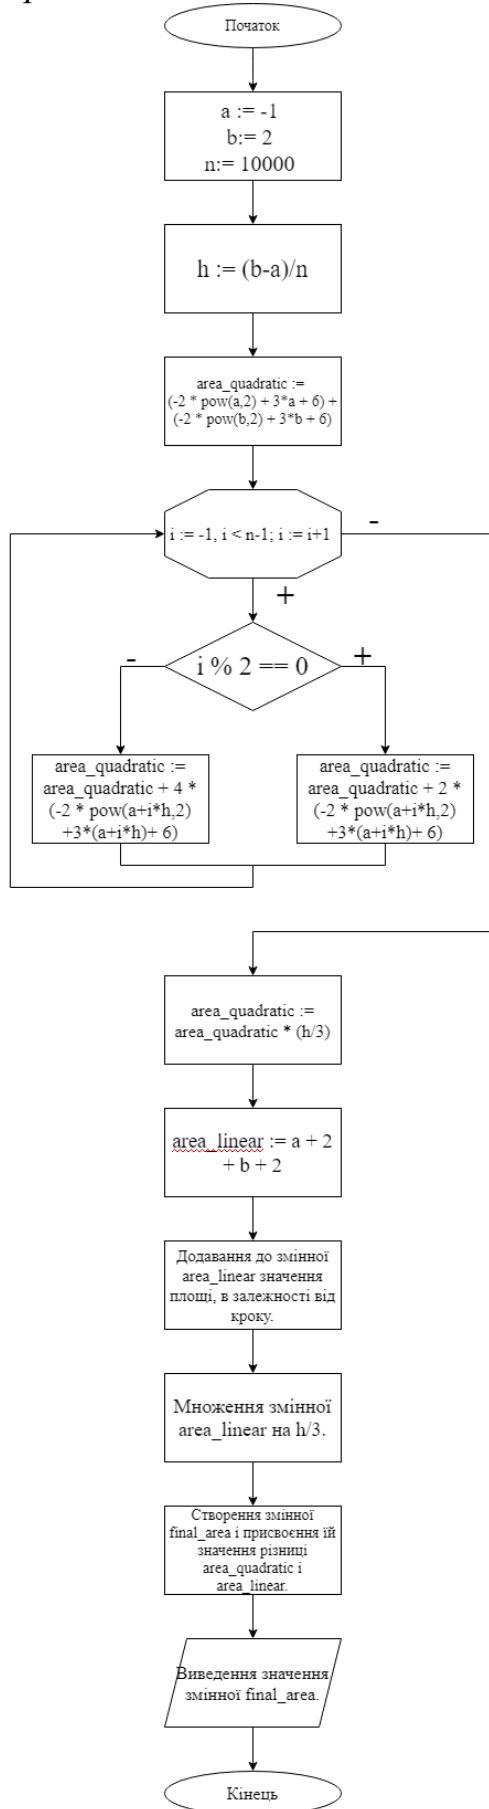 Початок
a := -1
b:= 2
n:= 10000
h := (b-a)/n
area_quadratic :=
(-2 * pow(a,2) + 3*a + 6) +
(-2 * pow(b,2) + 3*b + 6)
i := -1, i < n-1; i := i+1
-
+
i % 2 == 0
-
+
area_quadratic :=
area_quadratic + 4 *
(-2 * pow(a+i*h,2)
+3*(a+i*h)+ 6)
area_quadratic :=
area_quadratic + 2 *
(-2 * pow(a+i*h,2)
+3*(a+i*h)+ 6)
area_quadratic :=
area_quadratic * (h/3)
area_linear := a + 2
+ b + 2
Додавання до змінної
area_linear значення
площі, в залежності від
кроку.
Множення змінної
area_linear на h/3.
Створення змінної
final_area і присвоєння їй
значення різниці
area_quadratic і
area_linear.
Виведення значення
змінної final_area.
Кінець